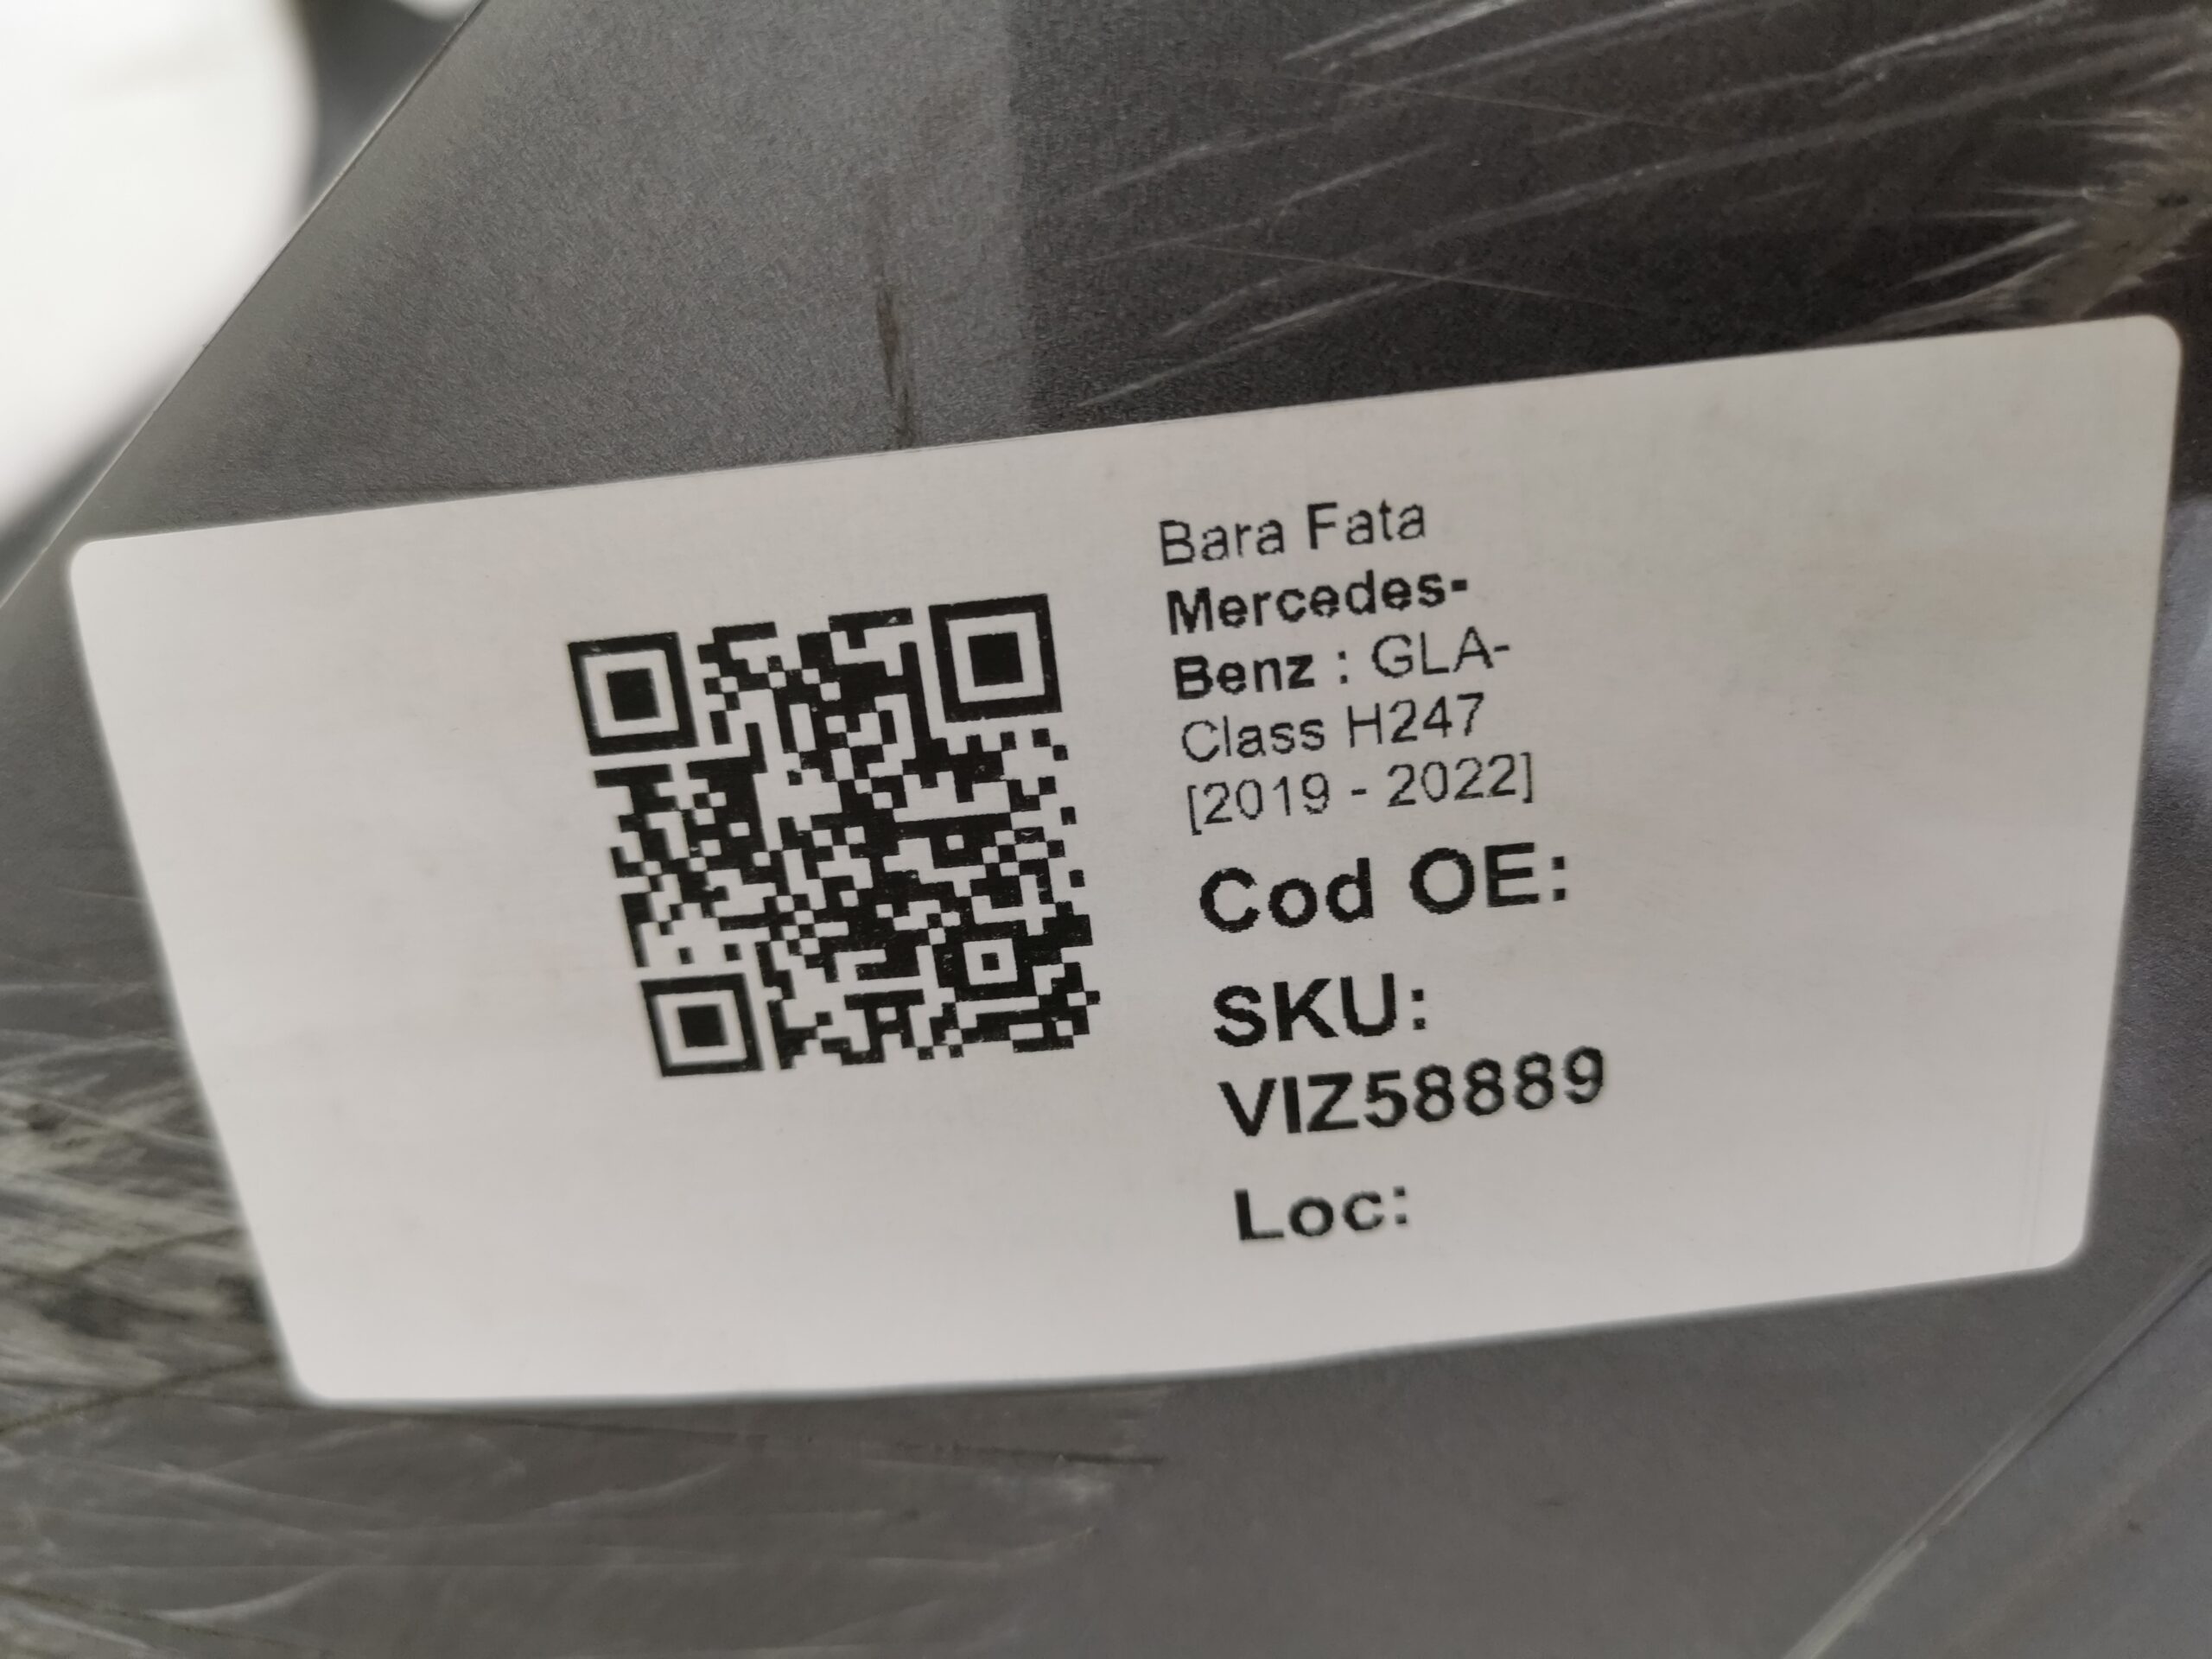 Bara Fata
Mercedes-
Benz : GLA-
Class H247
[2019 - 2022]
Cod OE:
SKU:
VIZ58889
Loc: